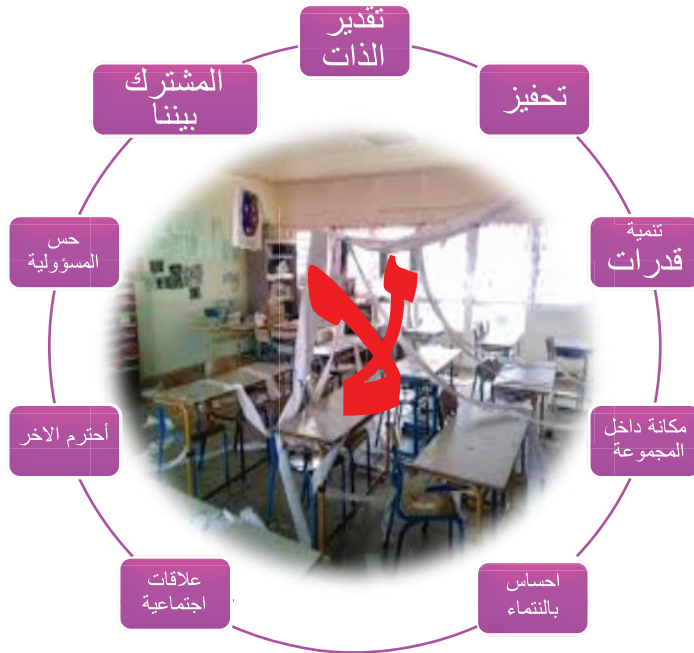 تقدير
الذات
تحفيز
تنمية
قدرات
مكانة داخل
المجموعة
احساس
بالنتماء
علاقات
اجتماعية
أحترم الاخر
حس
المسؤولية
المشترك
بيننا
لا